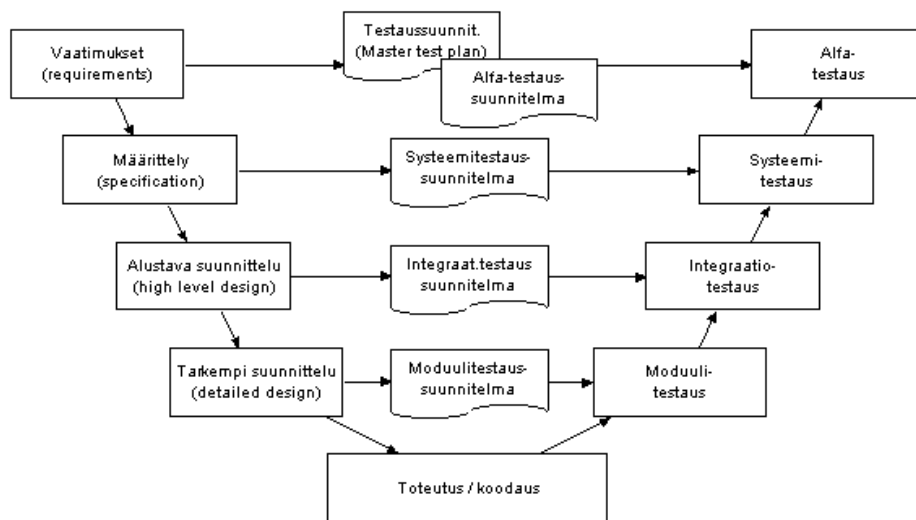 Vaatimukset
(requirements)
Testaussuunnit.
(Master test plan)
Alfa-testaus-
suunnitelma
Alfa-
testaus
Määrittely
(specification)
Systeemitestaus-
suunnitelma
Systeemi-
testaus
Alustava suunnittelu
(high level design)
Integraat.testaus
suunnitelma
Integraatio-
testaus
Tarkempi suunnittelu
(detailed design)
Moduulitestaus-
suunnitelma
Moduuli-
testaus
Toteutus / koodaus